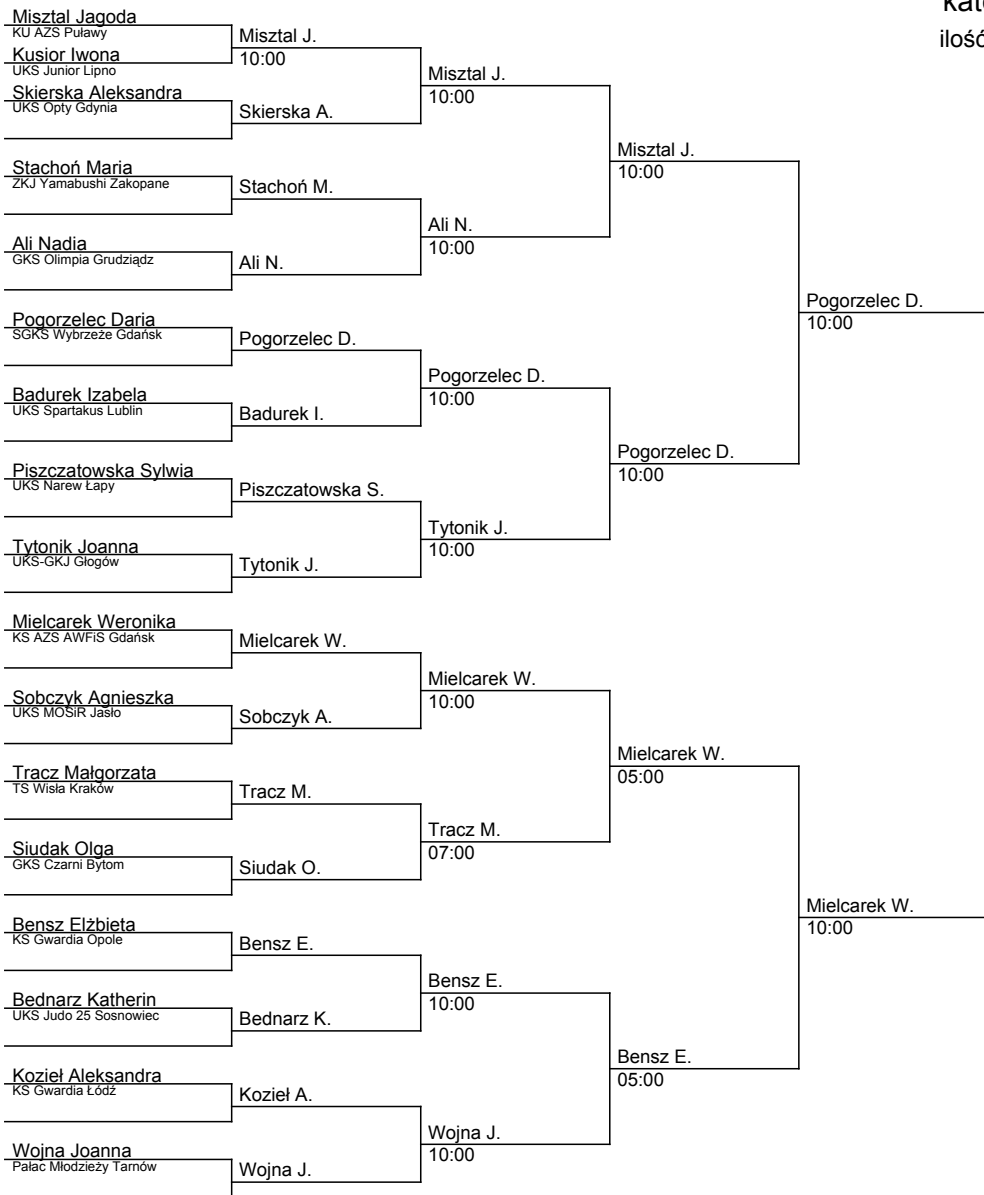 kat
ilość
Misztal Jagoda
KU AZS Puławy
Kusior Iwona
UKS Junior Lipno
Skierska Aleksandra
UKS Opty Gdynia
Stachoń Maria
ZKJ Yamabushi Zakopane
Ali Nadia
GKS Olimpia Grudziądz
Pogorzelec Daria
SGKS Wybrzeże Gdańsk
Badurek Izabela
UKS Spartakus Lublin
Piszczatowska Sylwia
UKS Narew Łapy
Tytonik Joanna
UKS-GKJ Głogów
Mielcarek Weronika
KS AZS AWFiS Gdańsk
Sobczyk Agnieszka
UKS MOSiR Jasło
Tracz Małgorzata
TS Wisła Kraków
Siudak Olga
GKS Czarni Bytom
Bensz Elżbieta
KS Gwardia Opole
Bednarz Katherin
UKS Judo 25 Sosnowiec
Kozieł Aleksandra
KS Gwardia Łódź
Wojna Joanna
Pałac Młodzieży Tarnów
Misztal J.
10:00
Skierska A.
Stachoń M.
Ali N.
Pogorzelec D.
Badurek I.
Piszczatowska S.
Tytonik J.
Mielcarek W.
Sobczyk A.
Tracz M.
Siudak O.
Bensz E.
Bednarz K.
Kozieł A.
Wojna J.
Misztal J.
10:00
Ali N.
10:00
Pogorzelec D.
10:00
Tytonik J.
10:00
Mielcarek W.
10:00
Tracz M.
07:00
Bensz E.
10:00
Wojna J.
10:00
Misztal J.
10:00
Pogorzelec D.
10:00
Mielcarek W.
05:00
Bensz E.
05:00
Pogorzelec D.
10:00
Mielcarek W.
10:00